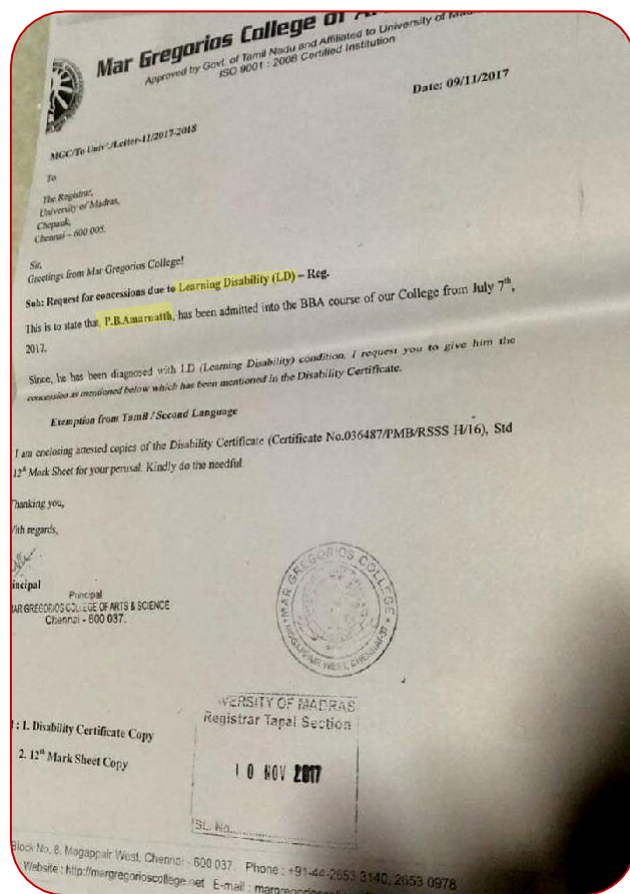 Mar Gregorios College of A
Approved by Govt. of Tamil Nadu and Affiliated to University of
ISO 9001 : 2008 Certified Institution
Date: 09/11/2017
MGC/To Univ./Letter-11/2017-2018
To
The Registrar,
University of Madras,
Chepauk,
Chennai – 600 005.
Sir,
Greetings from Mar Gregorios College!
Sub: Request for concessions due to Learning Disability (LD) – Reg.
This is to state that, P.B.Amarnatth, has been admitted into the BBA course of our College from July 7th,
2017.
Since, he has been diagnosed with LD (Learning Disability) condition, I request you to give him the
concession as mentioned below which has been mentioned in the Disability Certificate.
Exemption from Tamil / Second Language
I am enclosing attested copies of the Disability Certificate (Certificate No.036487/PMB/RSSS H/16), Std
12th Mark Sheet for your perusal. Kindly do the needful.
Thanking you,
With regards,
incipal
Principal
AR GREGORIOS COLLEGE OF ARTS & SCIENCE
Chennai - 600 037.
MAR GREGORIOS COLLEGE
MOGAPPAIR WEST, CHENNAI-37
VERSITY OF MADRAS
Registrar Tapal Section
10 NOV 2017
SL. No.
l : 1. Disability Certificate Copy
2. 12th Mark Sheet Copy
Block No. 8, Mogappair West, Chennai - 600 037. Phone : +91-44-2653 3140, 2653 0978
Website : http://margregorioscollege.net E-mail :